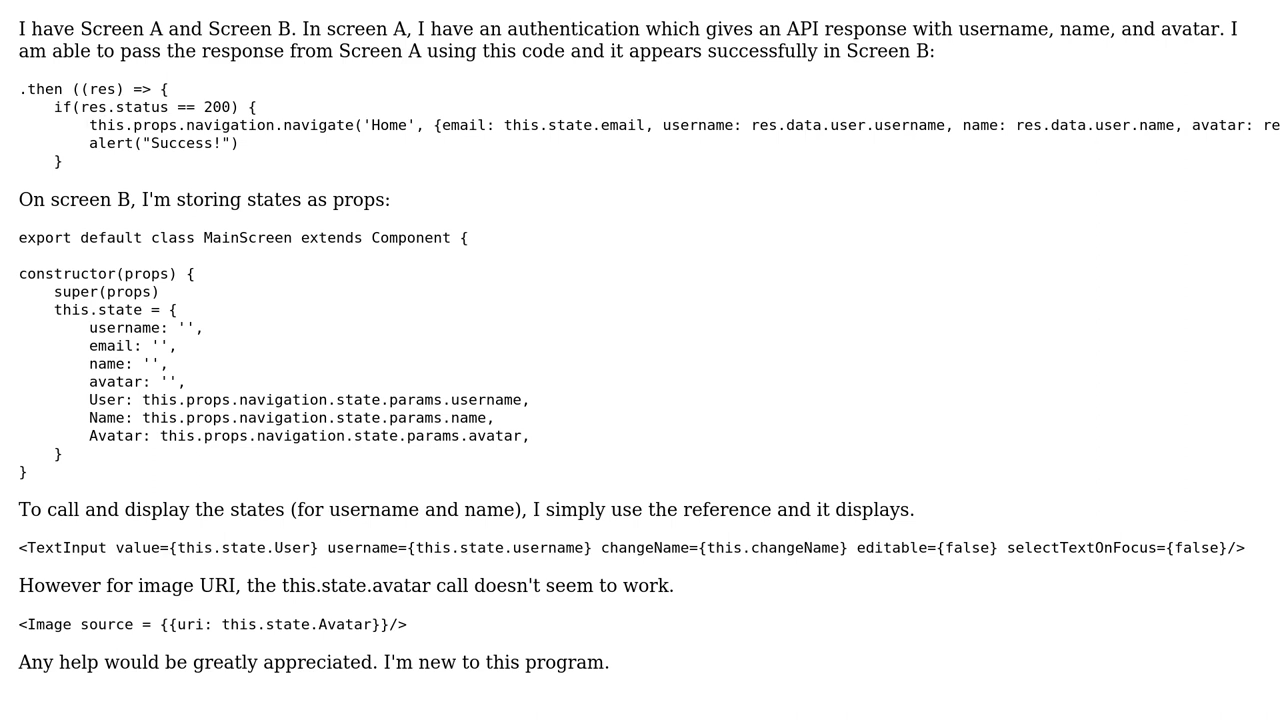 I have Screen A and Screen B. In screen A, I have an authentication which gives an API response with username, name, and avatar. I
am able to pass the response from Screen A using this code and it appears successfully in Screen B:
.then ((res) => {
    if(res.status == 200) {
        this.props.navigation.navigate('Home', {email: this.state.email, username: res.data.user.username, name: res.data.user.name, avatar: re
        alert("Success!")
    }
On screen B, I'm storing states as props:
export default class MainScreen extends Component {
constructor(props) {
    super(props)
    this.state = {
        username: '',
        email: '',
        name: '',
        avatar: '',
        User: this.props.navigation.state.params.username,
        Name: this.props.navigation.state.params.name,
        Avatar: this.props.navigation.state.params.avatar,
    }
}
To call and display the states (for username and name), I simply use the reference and it displays.
<TextInput value={this.state.User} username={this.state.username} changeName={this.changeName} editable={false} selectTextOnFocus={false}/>
However for image URI, the this.state.avatar call doesn't seem to work.
<Image source = {{uri: this.state.Avatar}}/>
Any help would be greatly appreciated. I'm new to this program.